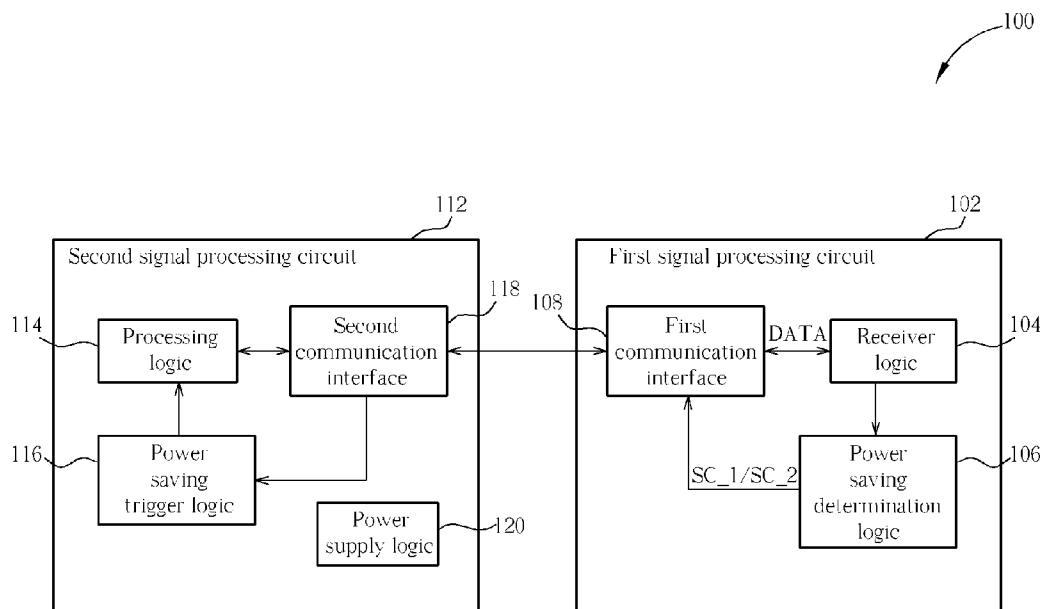 100
112
102
Second signal processing circuit
First signal processing circuit
118
108
114
Processing
logic
Second
communication
interface
First
communication
interface
DATA
Receiver
logic
104
116
Power
saving
trigger logic
SC_1/SC_2
Power
saving
determination
logic
106
Power
supply logic
120